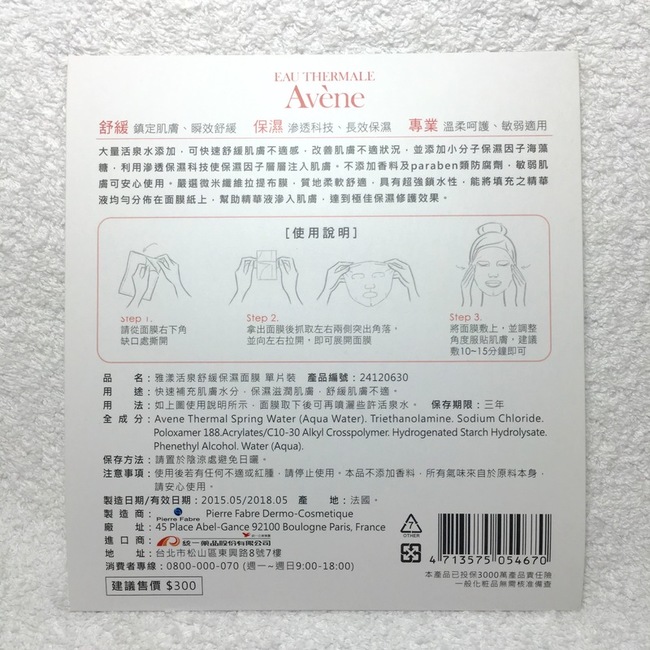 EAU THERMALE
Avène
舒緩 鎮定肌膚、瞬效舒緩 保濕 滲透科技、長效保濕 專業 溫柔呵護、敏弱適用
大量活泉水添加，可快速舒緩肌膚不適感，改善肌膚不適狀況，並添加小分子保濕因子海藻
糖，利用滲透保濕科技使保濕因子層層注入肌膚。不添加香料及paraben類防腐劑，敏弱肌
膚可安心使用。嚴選微米纖維拉提布膜，質地柔軟舒適，具有超強鎖水性，能將填充之精華
液均勻分佈在面膜紙上，幫助精華液滲入肌膚，達到極佳保濕修護效果。
[使用說明]
Step 1.
請從面膜右下角
缺口處撕開
Step 2.
拿出面膜後抓取左右兩側突出角落，
並向左右拉開，即可展開面膜
Step 3.
將面膜敷上，並調整
角度服貼肌膚，建議
敷10~15分鐘即可
品 名：雅漾活泉舒緩保濕面膜 單片裝 產品編號：24120630
用 途：快速補充肌膚水分，保濕滋潤肌膚，舒緩肌膚不適。
用 法：如上圖使用說明所示，面膜取下後可再噴灑些許活泉水。 保存期限：三年
全 成 分：Avene Thermal Spring Water (Aqua Water). Triethanolamine. Sodium Chloride.
Poloxamer 188.Acrylates/C10-30 Alkyl Crosspolymer. Hydrogenated Starch Hydrolysate.
Phenethyl Alcohol. Water (Aqua).
保存方法：請置於陰涼處避免日曬。
注意事項：使用後若有任何不適或紅腫，請停止使用。本品不添加香料，所有氣味來自於原料本身，
請安心使用。
製造日期/有效日期：2015.05/2018.05 產 地：法國。
製 造 商：Pierre Fabre Pierre Fabre Dermo-Cosmetique
廠 址：45 Place Abel-Gance 92100 Boulogne Paris, France
進 口 商：統一藥品股份有限公司
地 址：台北市松山區東興路8號7樓
消費者專線：0800-000-070 (週一~週日9:00-18:00)
建議售價 $300
7
OTHER
4 713575 054670
本產品已投保3000萬產品責任險
一般化粧品無需核准備查